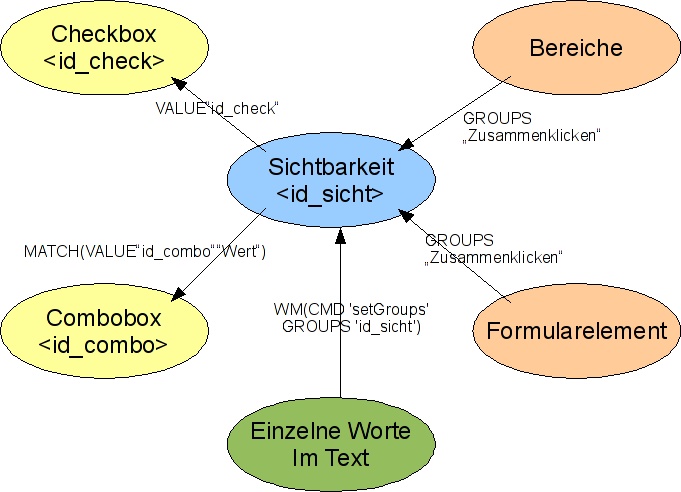 Checkbox
<id_check>
Bereiche
VALUE“id_check“
GROUPS
„Zusammenklicken“
Sichtbarkeit
<id_sicht>
MATCH(VALUE“id_combo““Wert“)
GROUPS
„Zusammenklicken“
Combobox
<id_combo>
WM(CMD 'setGroups'
GROUPS 'id_sicht')
Formularelement
Einzelne Worte
Im Text